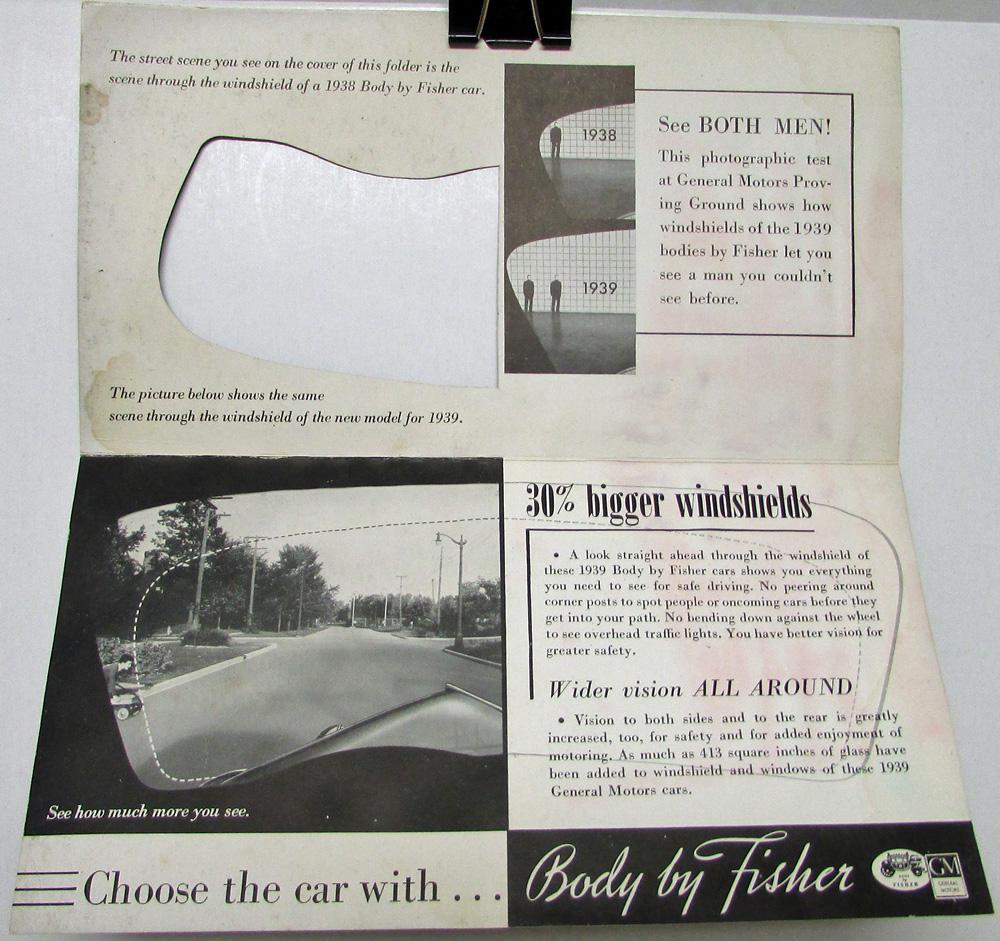 The street scene you see on the cover of this folder is the
scene through the windshield of a 1938 Body by Fisher car.
1938
1939
See BOTH MEN!
This photographic test
at General Motors Prov-
ing Ground shows how
windshields of the 1939
bodies by Fisher let you
see a man you couldn't
see before.
The picture below shows the same
scene through the windshield of the new model for 1939.
See how much more you see.
30% bigger windshields
• A look straight ahead through the windshield of
these 1939 Body by Fisher cars shows you everything
you need to see for safe driving. No peering around
corner posts to spot people or oncoming cars before they
get into your path. No bending down against the wheel
to see overhead traffic lights. You have better vision for
greater safety.
Wider vision ALL AROUND
• Vision to both sides and to the rear is greatly
increased, too, for safety and for added enjoyment of
motoring. As much as 413 square inches of glass have
been added to windshield and windows of these 1939
General Motors cars.
Choose the car with . . .
Body by Fisher
BODY
by
FISHER
GM
GENERAL
MOTORS